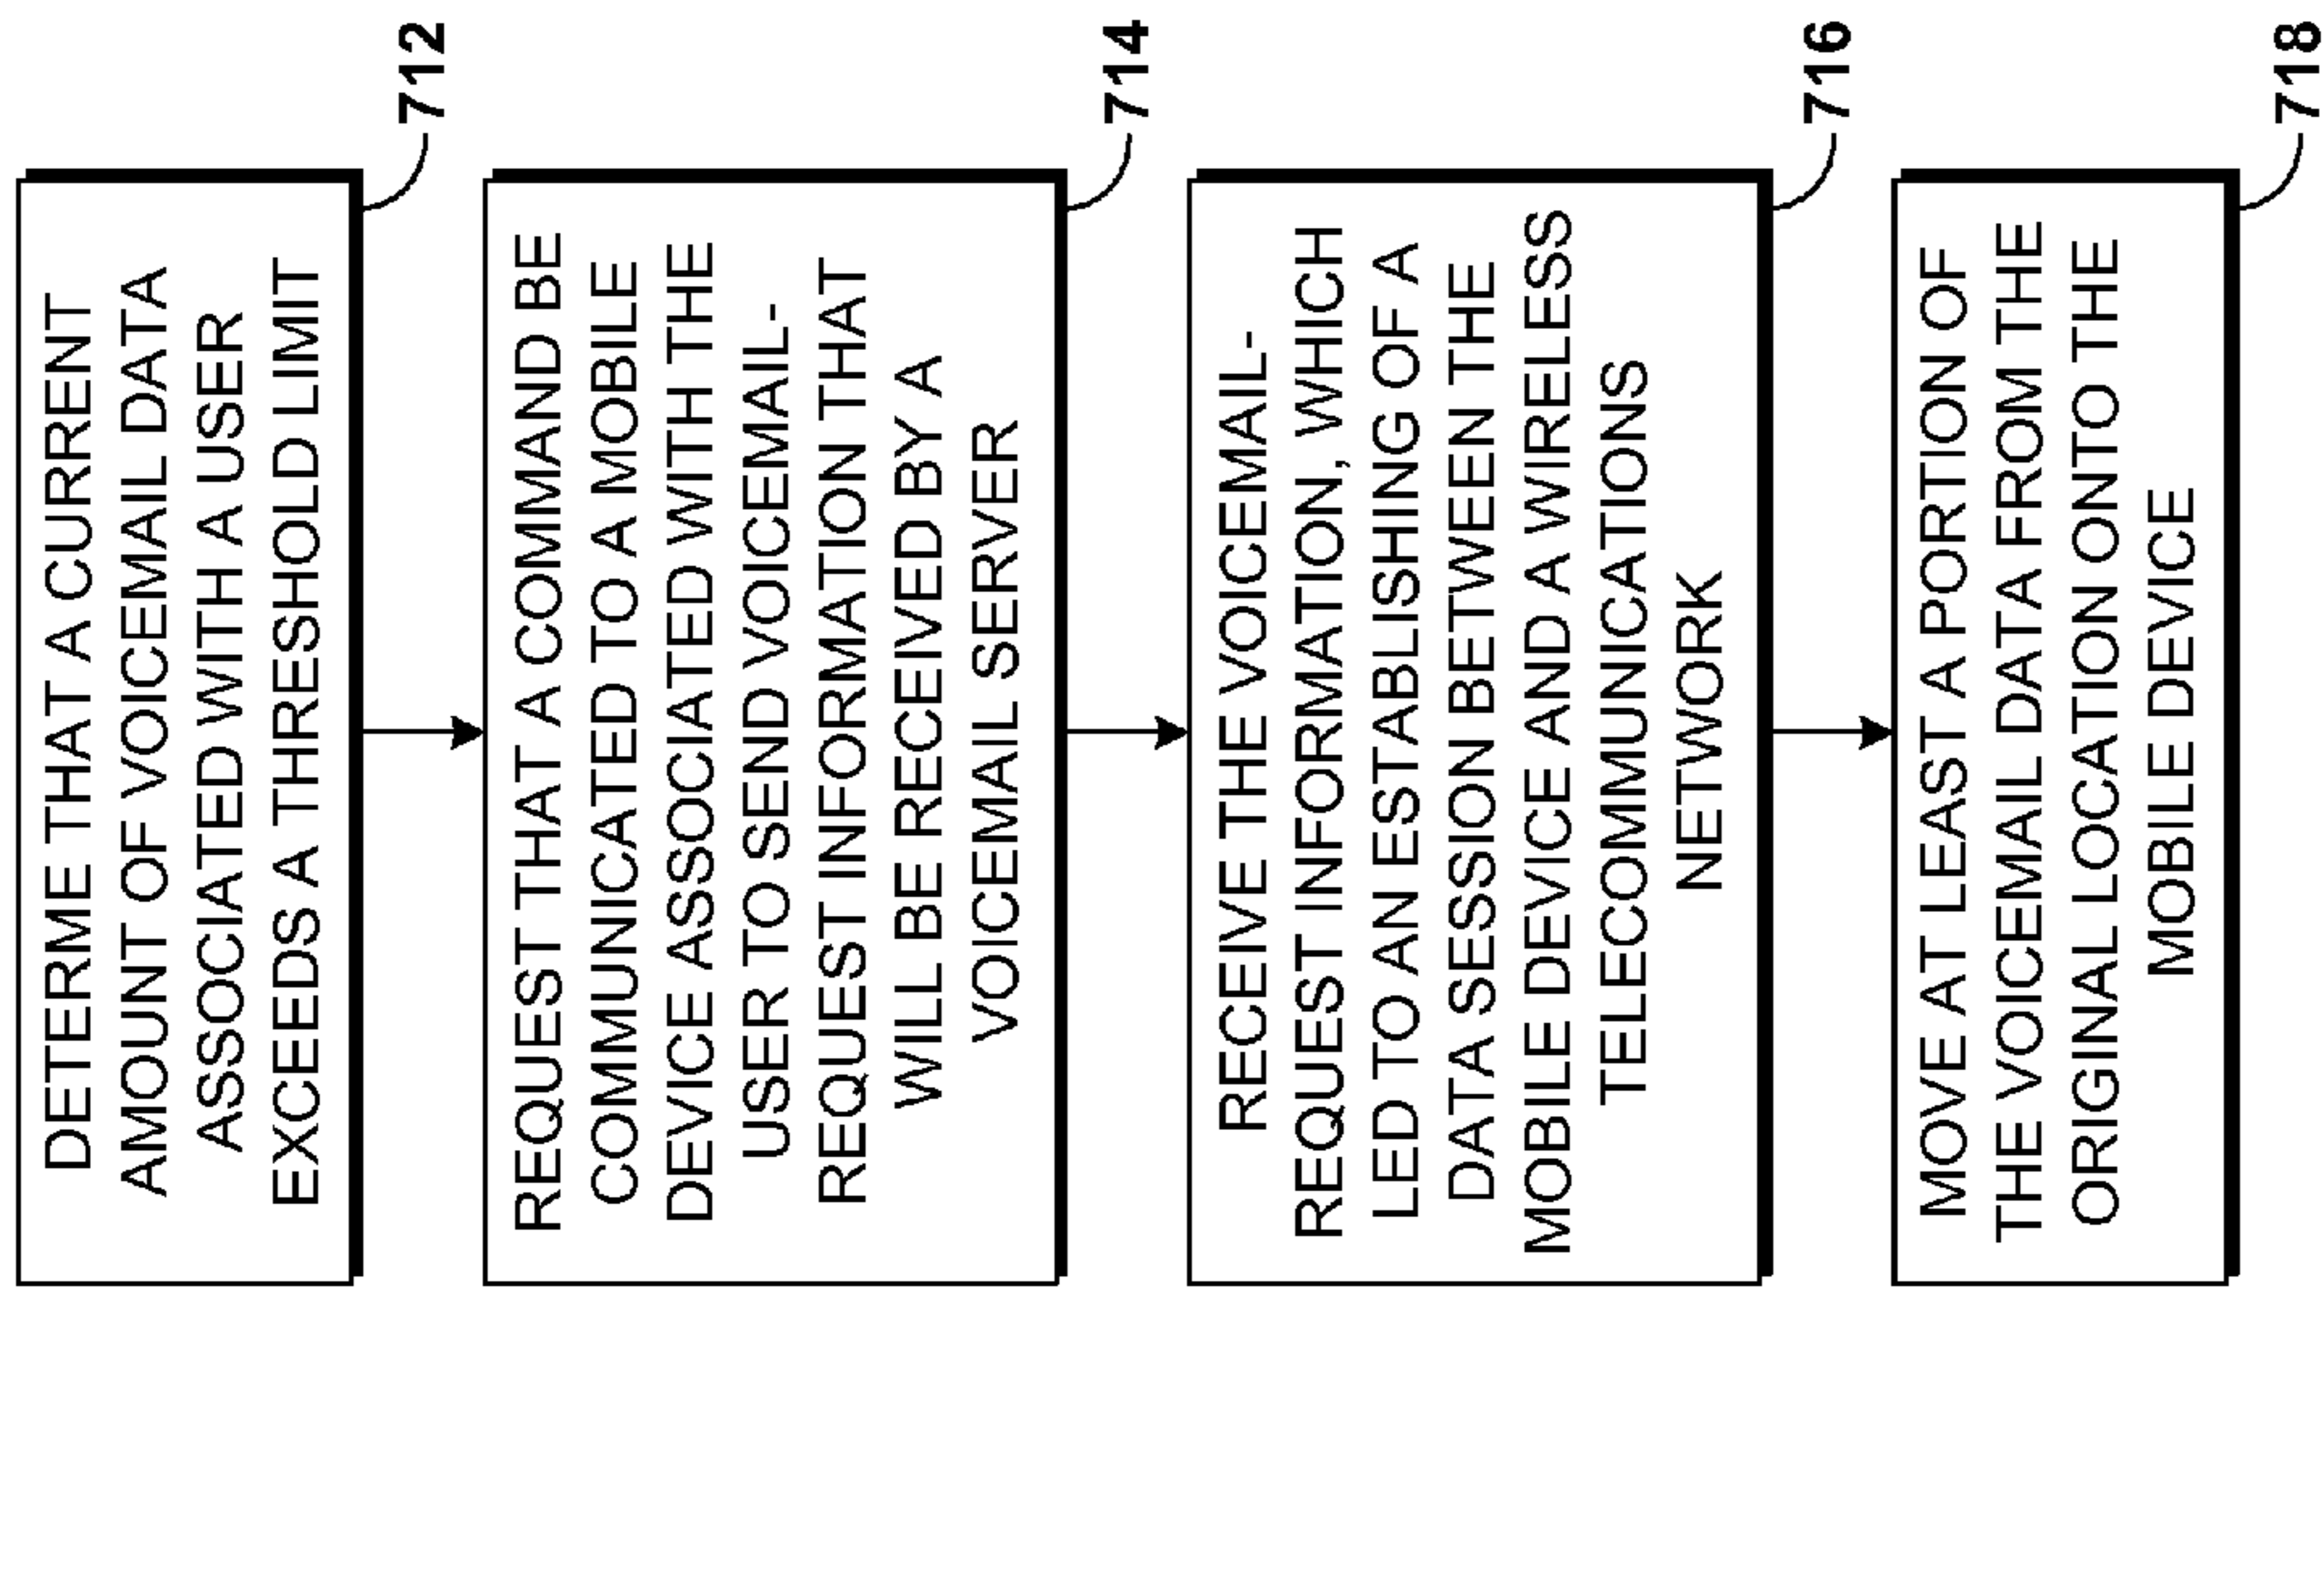 DETERME THAT A CURRENT
AMOUNT OF VOICEMAIL DATA
ASSOCIATED WITH A USER
EXCEEDS A THRESHOLD LIMIT
712
REQUEST THAT A COMMAND BE
COMMUNICATED TO A MOBILE
DEVICE ASSOCIATED WITH THE
USER TO SEND VOICEMAIL-
REQUEST INFORMATION THAT
WILL BE RECEIVED BY A
VOICEMAIL SERVER
714
RECEIVE THE VOICEMAIL-
REQUEST INFORMATION, WHICH
LED TO AN ESTABLISHING OF A
DATA SESSION BETWEEN THE
MOBILE DEVICE AND A WIRELESS
TELECOMMUNICATIONS
NETWORK
716
MOVE AT LEAST A PORTION OF
THE VOICEMAIL DATA FROM THE
ORIGINAL LOCATION ONTO THE
MOBILE DEVICE
718